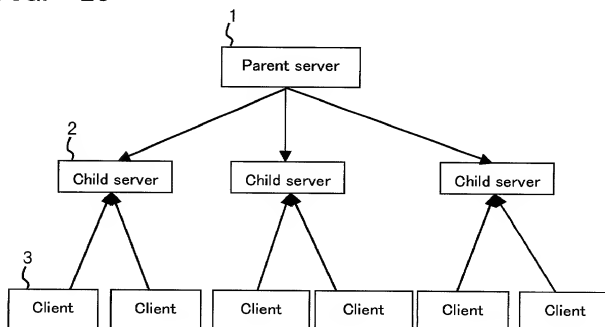 1
Parent server
2
Child server Child server Child server
3
Client Client Client Client Client Client